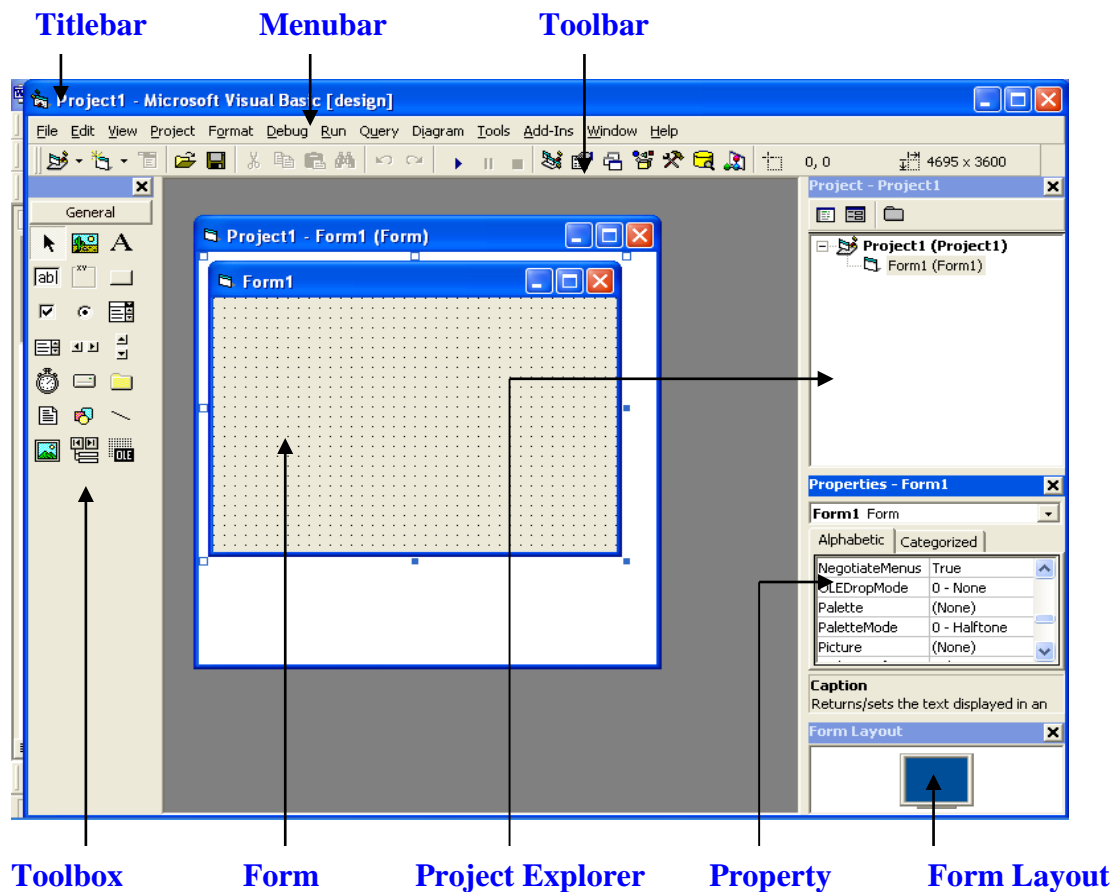 Titlebar Menubar Toolbar
Project1 - Microsoft Visual Basic [design]
File Edit View Project Format Debug Run Query Diagram Tools Add-Ins Window Help
0, 0 4695 x 3600
General
A
ab|
XY
OLE
Project1 - Form1 (Form)
Form1
Project - Project1
Project1 (Project1)
Form1 (Form1)
Properties - Form1
Form1 Form
Alphabetic Categorized
NegotiateMenus True
OLEDropMode 0 - None
Palette (None)
PaletteMode 0 - Halftone
Picture (None)
Caption
Returns/sets the text displayed in an
Form Layout
Toolbox Form Project Explorer Property Form Layout